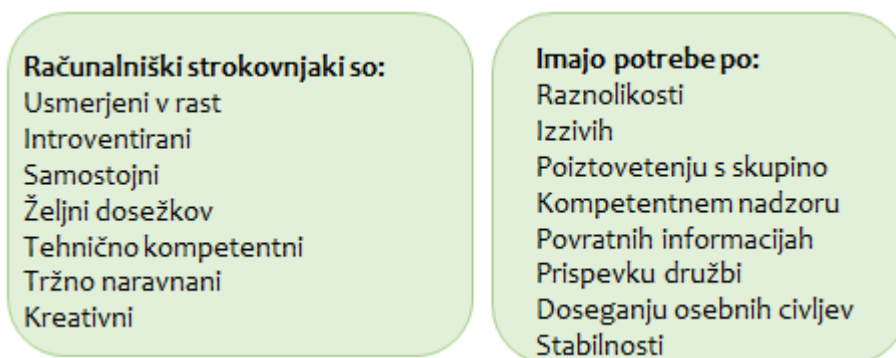 Računalniški strokovnjaki so:
Usmerjeni v rast
Introventirani
Samostojni
Željni dosežkov
Tehnično kompetentni
Tržno naravnani
Kreativni
Imajo potrebe po:
Raznolikosti
Izzivih
Poiztovetenju s skupino
Kompetentnem nadzoru
Povratnih informacijah
Prispevku družbi
Doseganju osebnih civljev
Stabilnosti